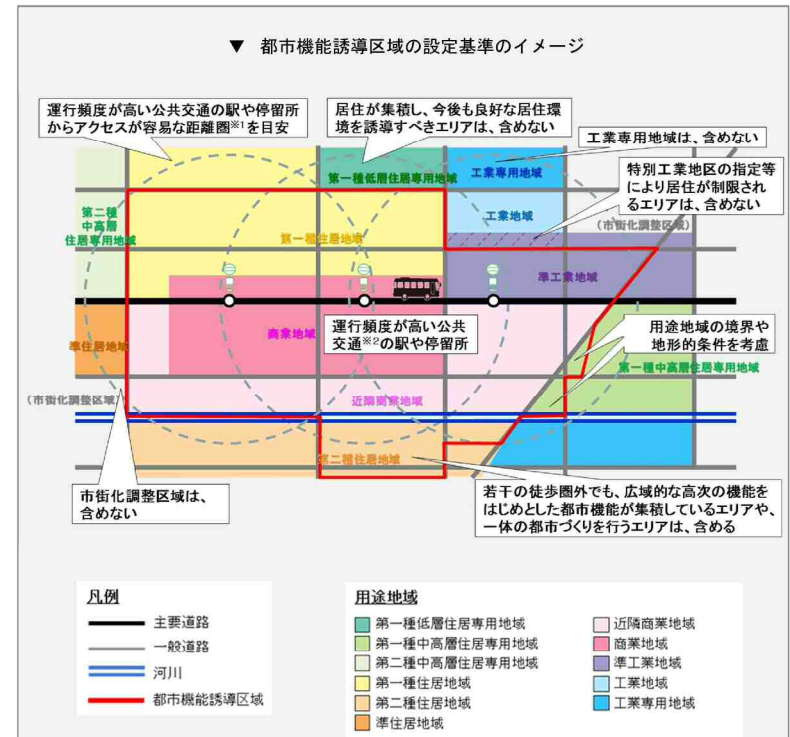 ▼ 都市機能誘導区域の設定基準のイメージ
運行頻度が高い公共交通の駅や停留所
からアクセスが容易な距離圏※1を目安
居住が集積し、今後も良好な居住環
境を誘導すべきエリアは、含めない
工業専用地域は、含めない
特別工業地区の指定等
により居住が制限され
るエリアは、含めない
第一種低層住居専用地域
工業専用地域
工業地域
(市街化調整区域)
第二種
中高層
住居専用地域
第一種住居地域
準工業地域
商業地域
運行頻度が高い公共
交通※2の駅や停留所
用途地域の境界や
地形的条件を考慮
準住居地域
第一種中高層住居専用地域
(市街化調整区域)
近隣商業地域
第二種住居地域
市街化調整区域は、
含めない
若干の徒歩圏外でも、広域的な高次の機能を
はじめとした都市機能が集積しているエリアや、
一体の都市づくりを行うエリアは、含める
凡例
主要道路
一般道路
河川
都市機能誘導区域
用途地域
第一種低層住居専用地域
第一種中高層住居専用地域
第二種中高層住居専用地域
第一種住居地域
第二種住居地域
準住居地域
近隣商業地域
商業地域
準工業地域
工業地域
工業専用地域